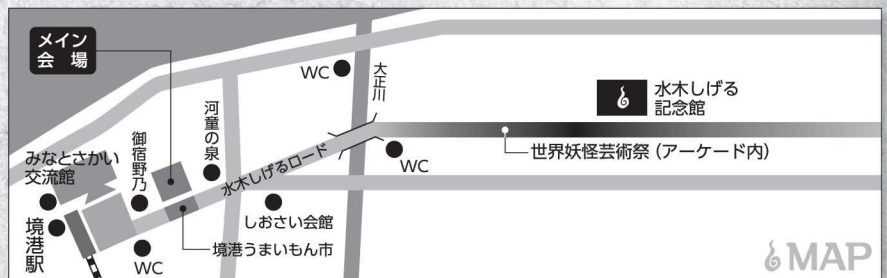 メイン
会 場
WC
大正川
水木しげる
記念館
河童の泉
御宿野乃
みなとさかい
交流館
水木しげるロード
世界妖怪芸術祭（アーケード内）
WC
しおさい会館
境港うまいもん市
境港駅
WC
MAP